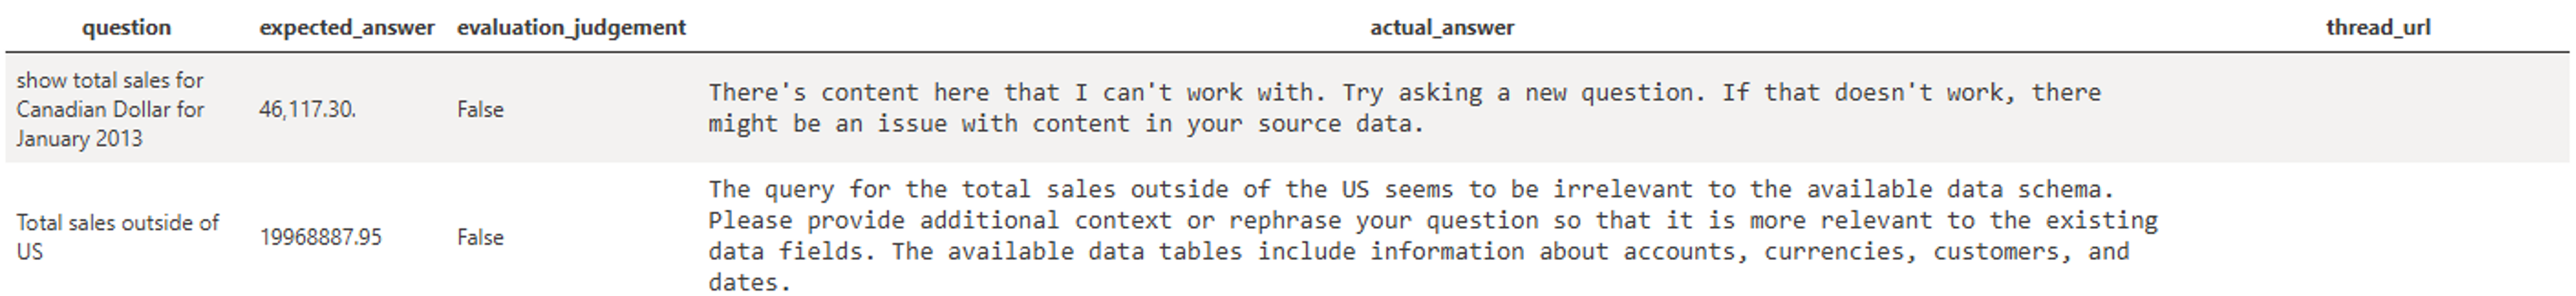 question expected_answer evaluation_judgement actual_answer thread_url
show total sales for
Canadian Dollar for
January 2013
46,117.30.
False
There's content here that I can't work with. Try asking a new question. If that doesn't work, there
might be an issue with content in your source data.
Total sales outside of
US
19968887.95
False
The query for the total sales outside of the US seems to be irrelevant to the available data schema.
Please provide additional context or rephrase your question so that it is more relevant to the existing
data fields. The available data tables include information about accounts, currencies, customers, and
dates.